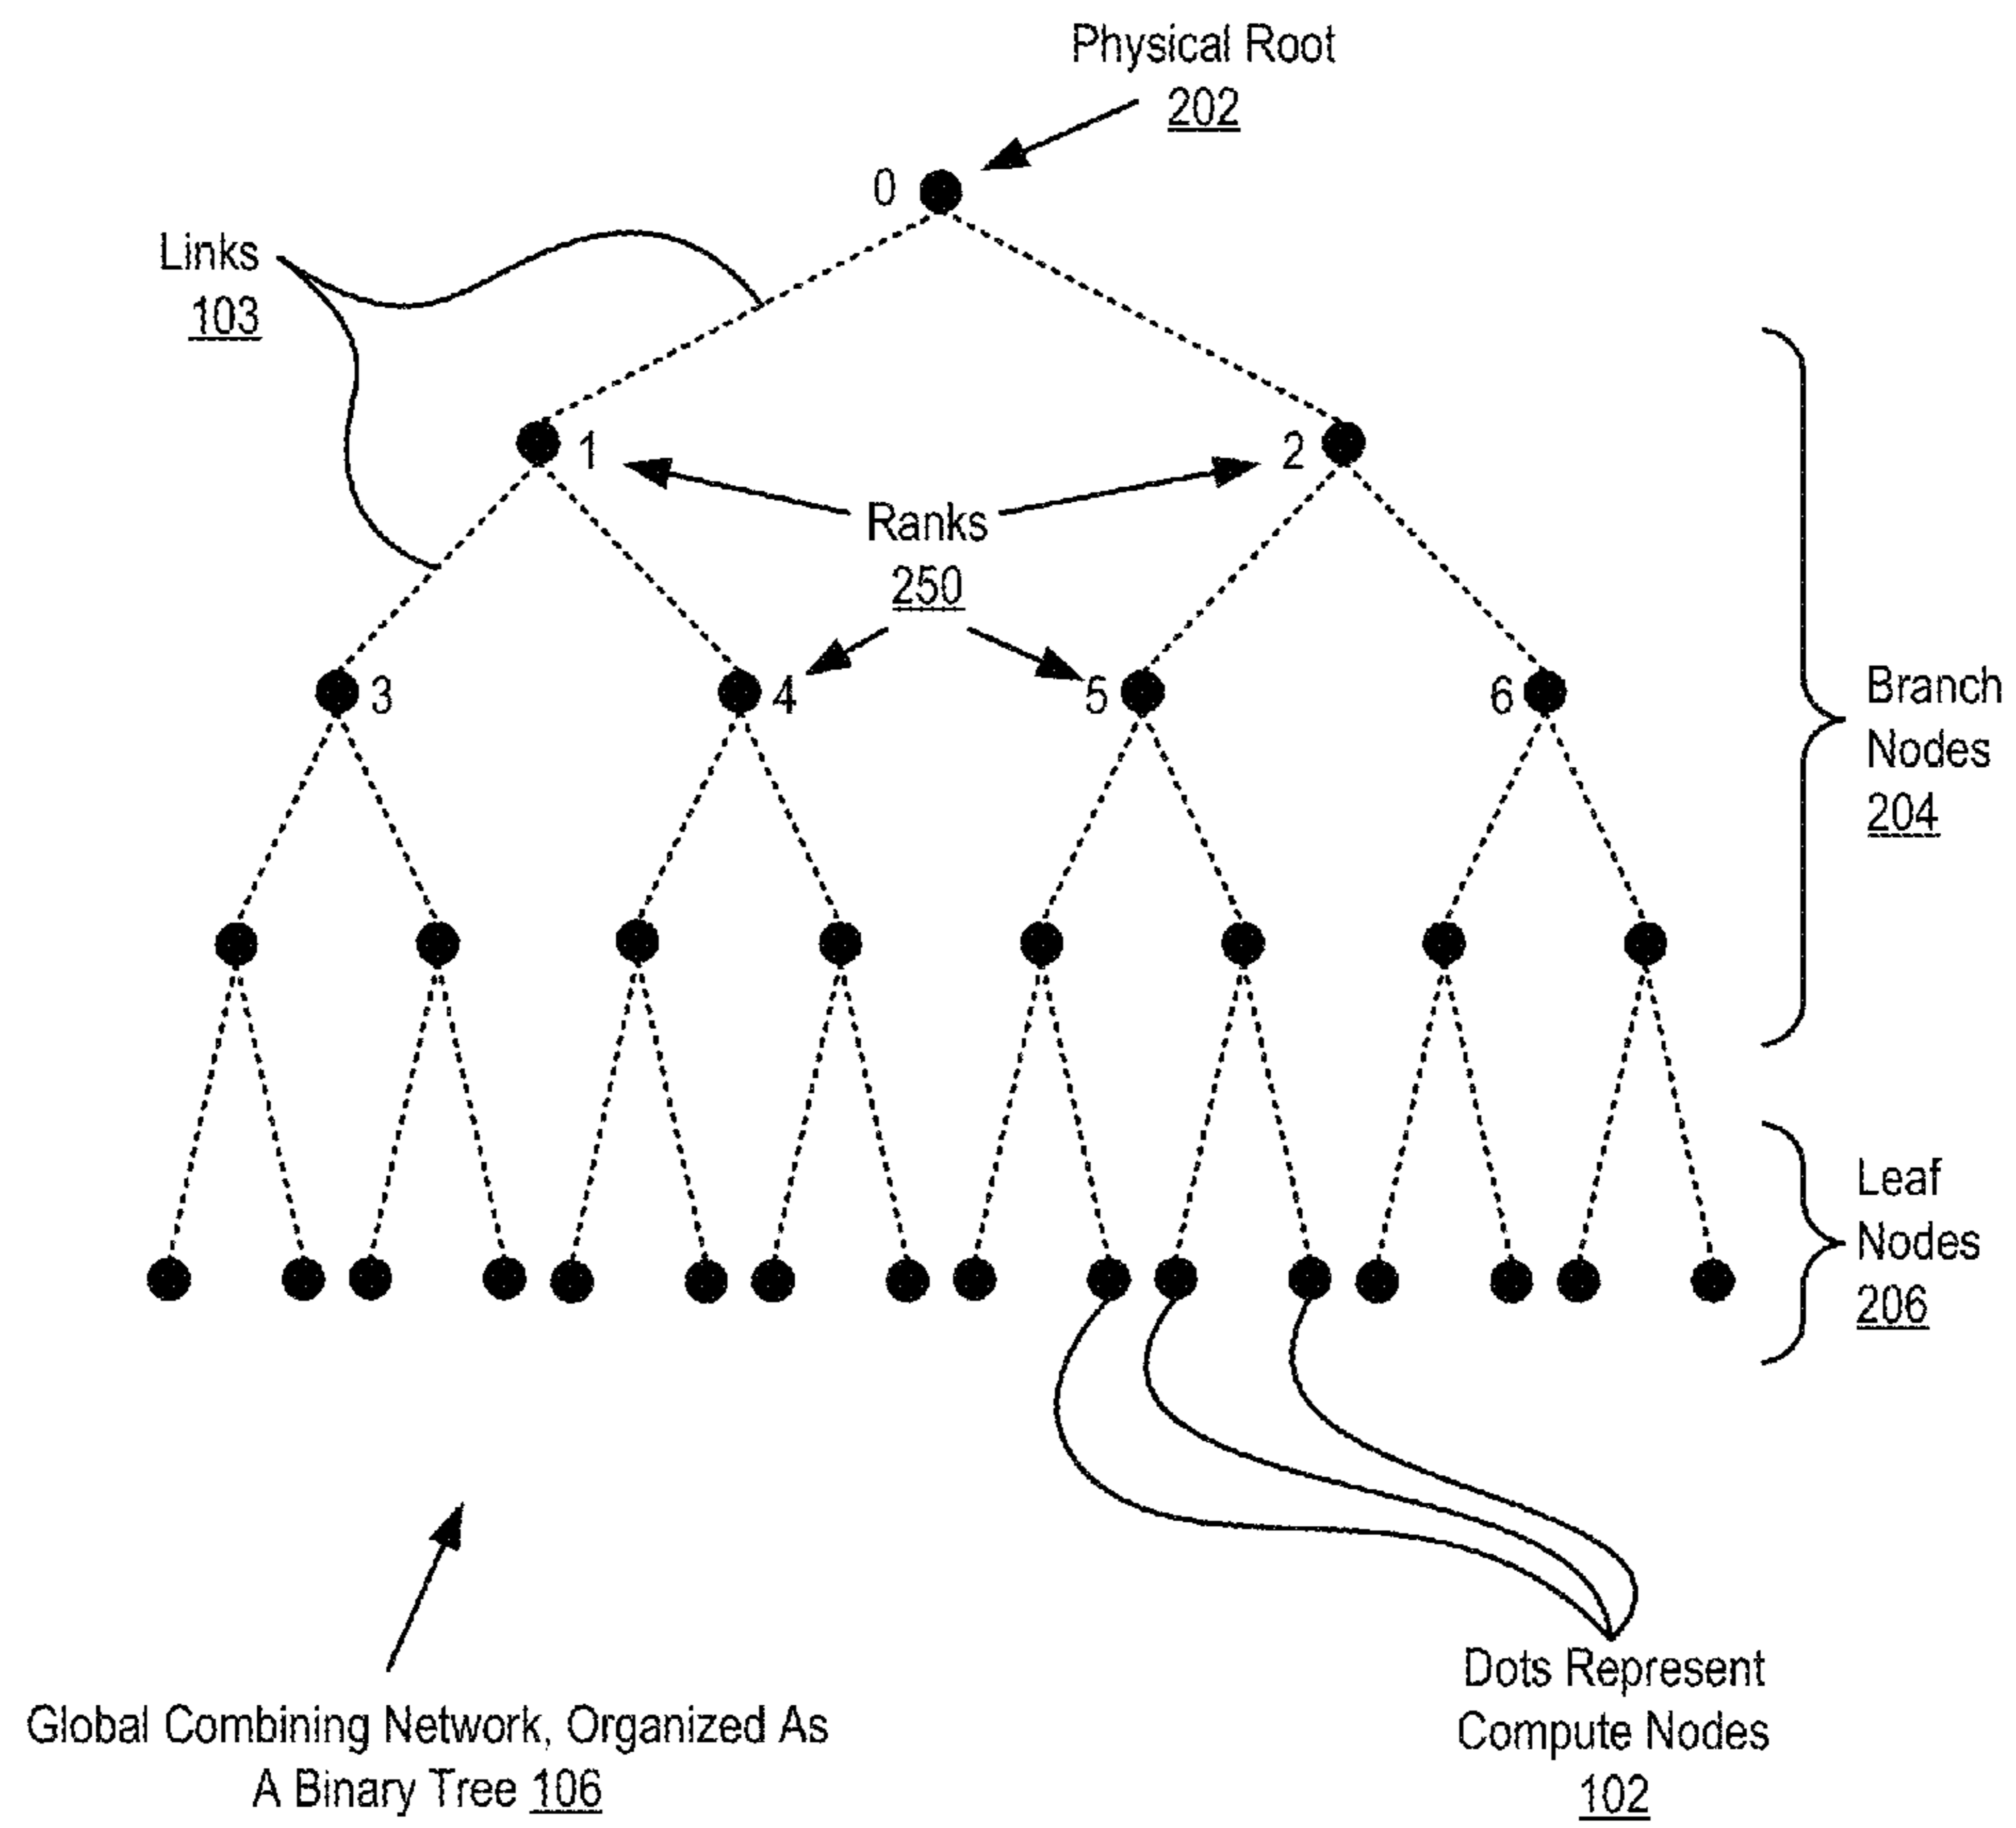 Physical Root
202
0
Links
103
1
2
Ranks
250
3
4
5
6
Branch
Nodes
204
Leaf
Nodes
206
Dots Represent
Compute Nodes
102
Global Combining Network, Organized As
A Binary Tree 106